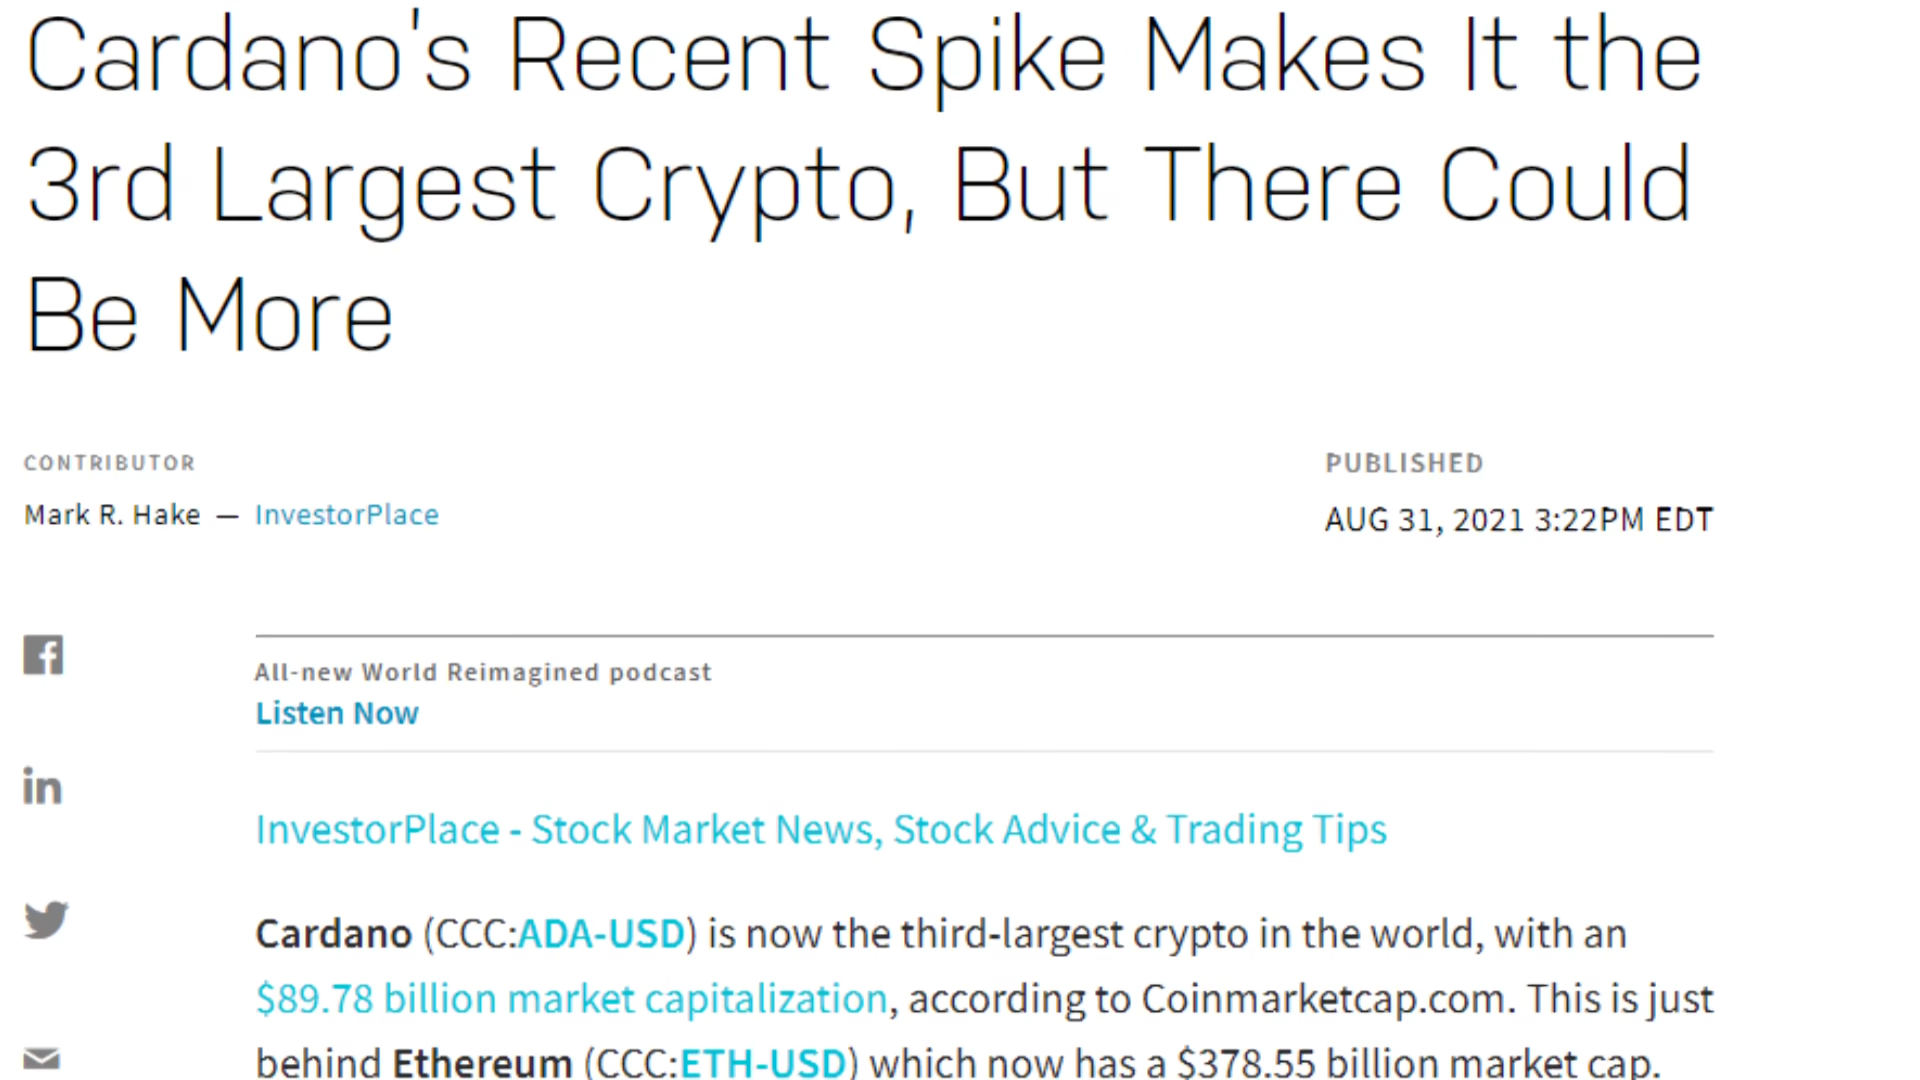 Cardano's Recent Spike Makes It the
3rd Largest Crypto, But There Could
Be More
CONTRIBUTOR
Mark R. Hake — InvestorPlace
PUBLISHED
AUG 31, 2021 3:22PM EDT
All-new World Reimagined podcast
Listen Now
InvestorPlace - Stock Market News, Stock Advice & Trading Tips
Cardano (CCC:ADA-USD) is now the third-largest crypto in the world, with an
$89.78 billion market capitalization, according to Coinmarketcap.com. This is just
behind Ethereum (CCC:ETH-USD) which now has a $378.55 billion market cap.